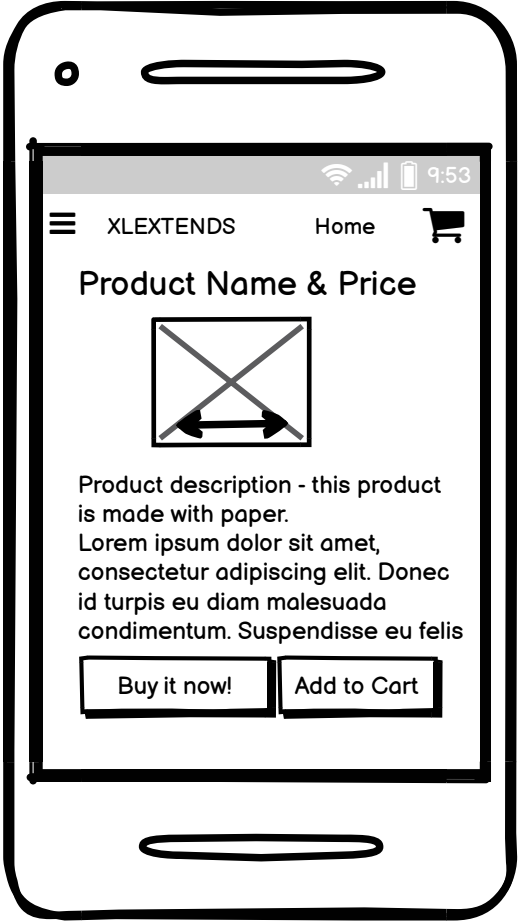 9:53
XLEXTENDS Home
Product Name & Price
Product description - this product
is made with paper.
Lorem ipsum dolor sit amet,
consectetur adipiscing elit. Donec
id turpis eu diam malesuada
condimentum. Suspendisse eu felis
Buy it now! Add to Cart